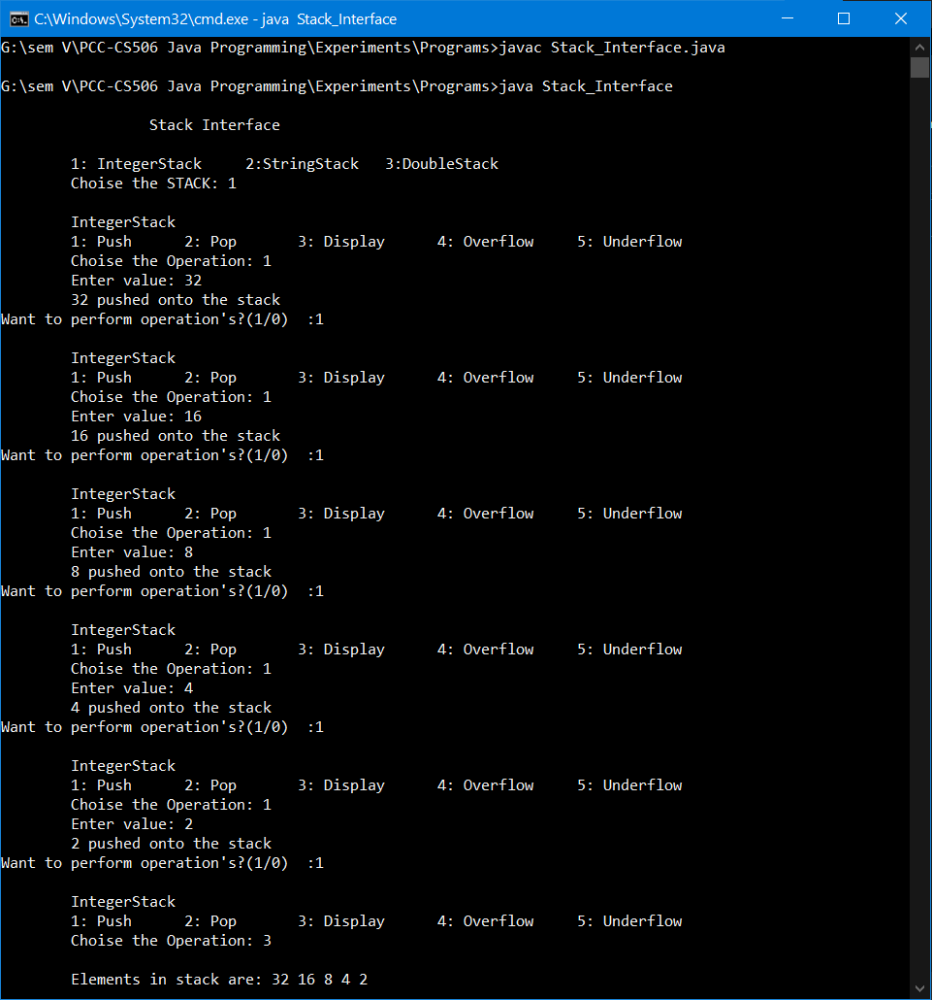 C:\Windows\System32\cmd.exe - java  Stack_Interface
G:\sem V\PCC-CS506 Java Programming\Experiments\Programs>javac Stack_Interface.java
G:\sem V\PCC-CS506 Java Programming\Experiments\Programs>java Stack_Interface
Stack Interface
1: IntegerStack     2:StringStack   3:DoubleStack
Choise the STACK: 1
IntegerStack
1: Push      2: Pop       3: Display      4: Overflow     5: Underflow
Choise the Operation: 1
Enter value: 32
32 pushed onto the stack
Want to perform operation's?(1/0)  :1
IntegerStack
1: Push      2: Pop       3: Display      4: Overflow     5: Underflow
Choise the Operation: 1
Enter value: 16
16 pushed onto the stack
Want to perform operation's?(1/0)  :1
IntegerStack
1: Push      2: Pop       3: Display      4: Overflow     5: Underflow
Choise the Operation: 1
Enter value: 8
8 pushed onto the stack
Want to perform operation's?(1/0)  :1
IntegerStack
1: Push      2: Pop       3: Display      4: Overflow     5: Underflow
Choise the Operation: 1
Enter value: 4
4 pushed onto the stack
Want to perform operation's?(1/0)  :1
IntegerStack
1: Push      2: Pop       3: Display      4: Overflow     5: Underflow
Choise the Operation: 1
Enter value: 2
2 pushed onto the stack
Want to perform operation's?(1/0)  :1
IntegerStack
1: Push      2: Pop       3: Display      4: Overflow     5: Underflow
Choise the Operation: 3
Elements in stack are: 32 16 8 4 2